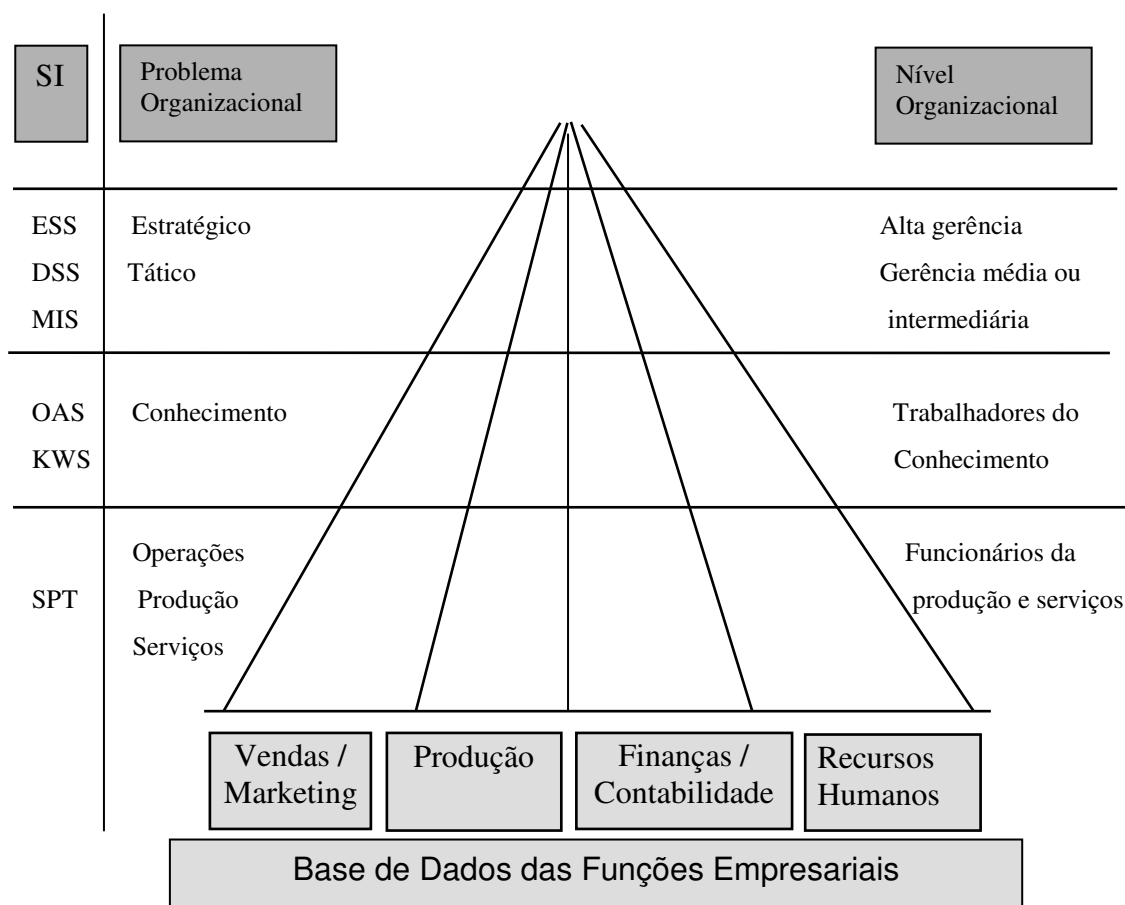 SI
Problema
Organizacional
Nível
Organizacional
ESS
Estratégico
Alta gerência
DSS
Tático
Gerência média ou
MIS
intermediária
OAS
Conhecimento
Trabalhadores do
KWS
Conhecimento
Operações
Funcionários da
SPT
Produção
produção e serviços
Serviços
Vendas /
Marketing
Produção
Finanças /
Contabilidade
Recursos
Humanos
Base de Dados das Funções Empresariais